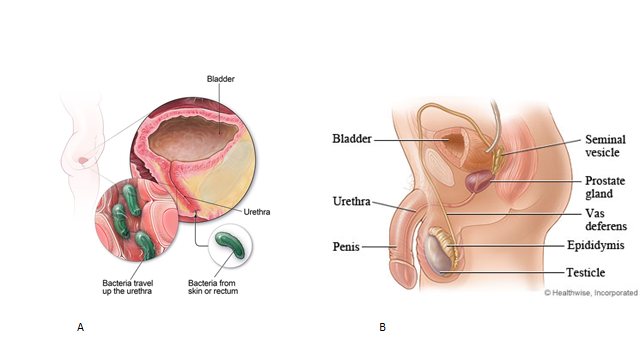 Bladder
Urethra
Bacteria travel
up the urethra
Bacteria from
skin or rectum
A
Bladder
Urethra
Penis
Seminal
vesicle
Prostate
gland
Vas
deferens
Epididymis
Testicle
© Healthwise, Incorporated
B